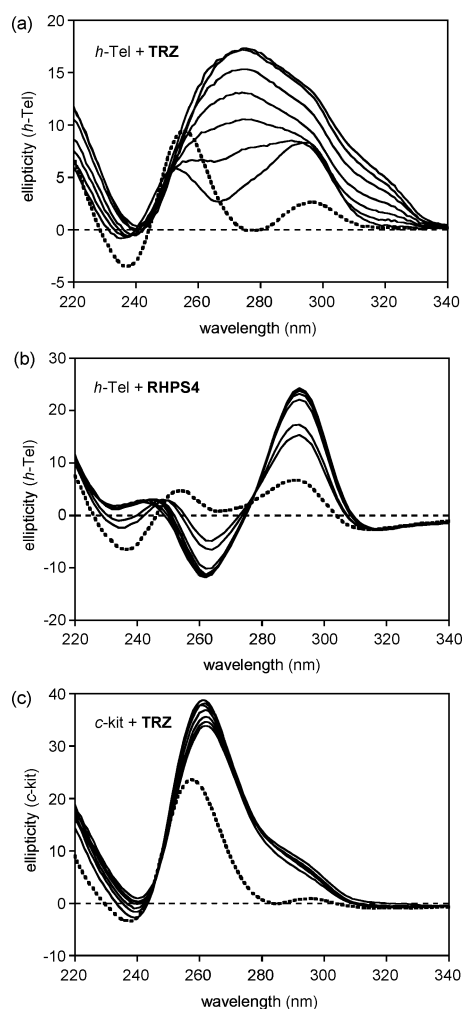 (a)
h-Tel + TRZ
ellipticity (h-Tel)
20
15
10
5
0
-5
220 240 260 280 300 320 340
wavelength (nm)
(b)
h-Tel + RHPS4
ellipticity (h-Tel)
30
20
10
0
-10
-20
220 240 260 280 300 320 340
wavelength (nm)
(c)
c-kit + TRZ
ellipticity (c-kit)
40
30
20
10
0
-10
220 240 260 280 300 320 340
wavelength (nm)